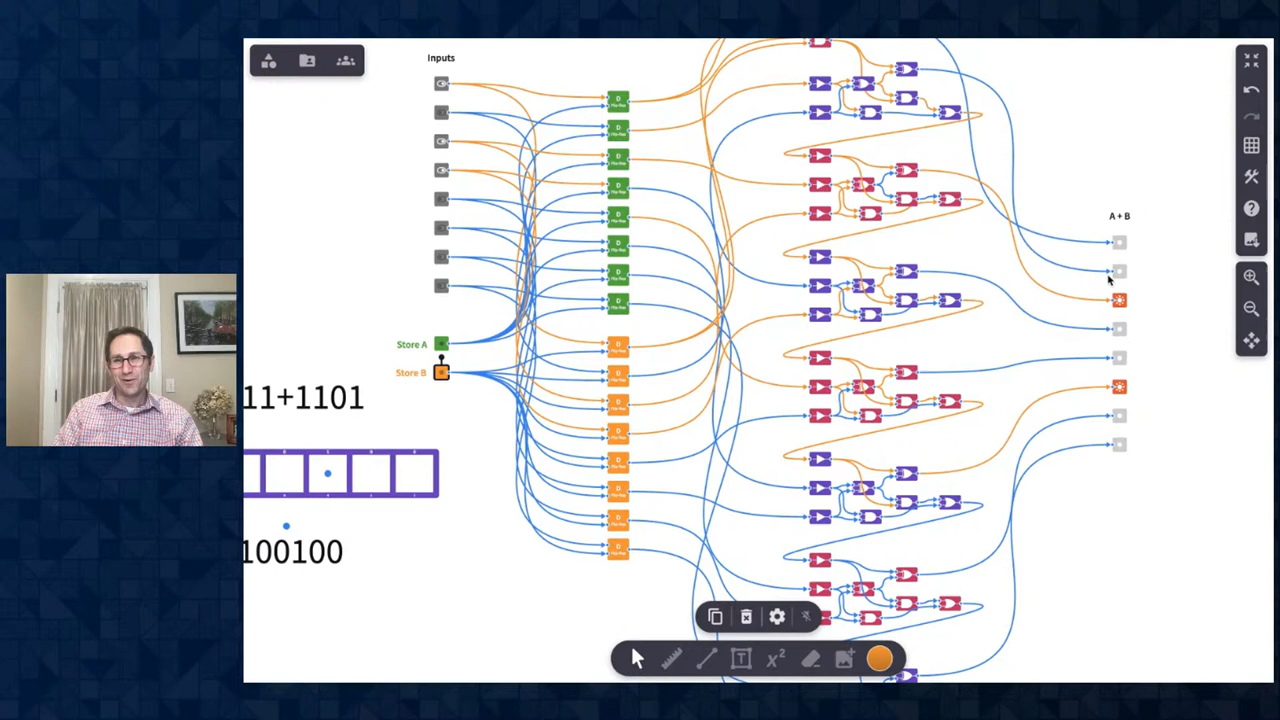 Inputs
A + B
Store A
Store B
11+1101
100100